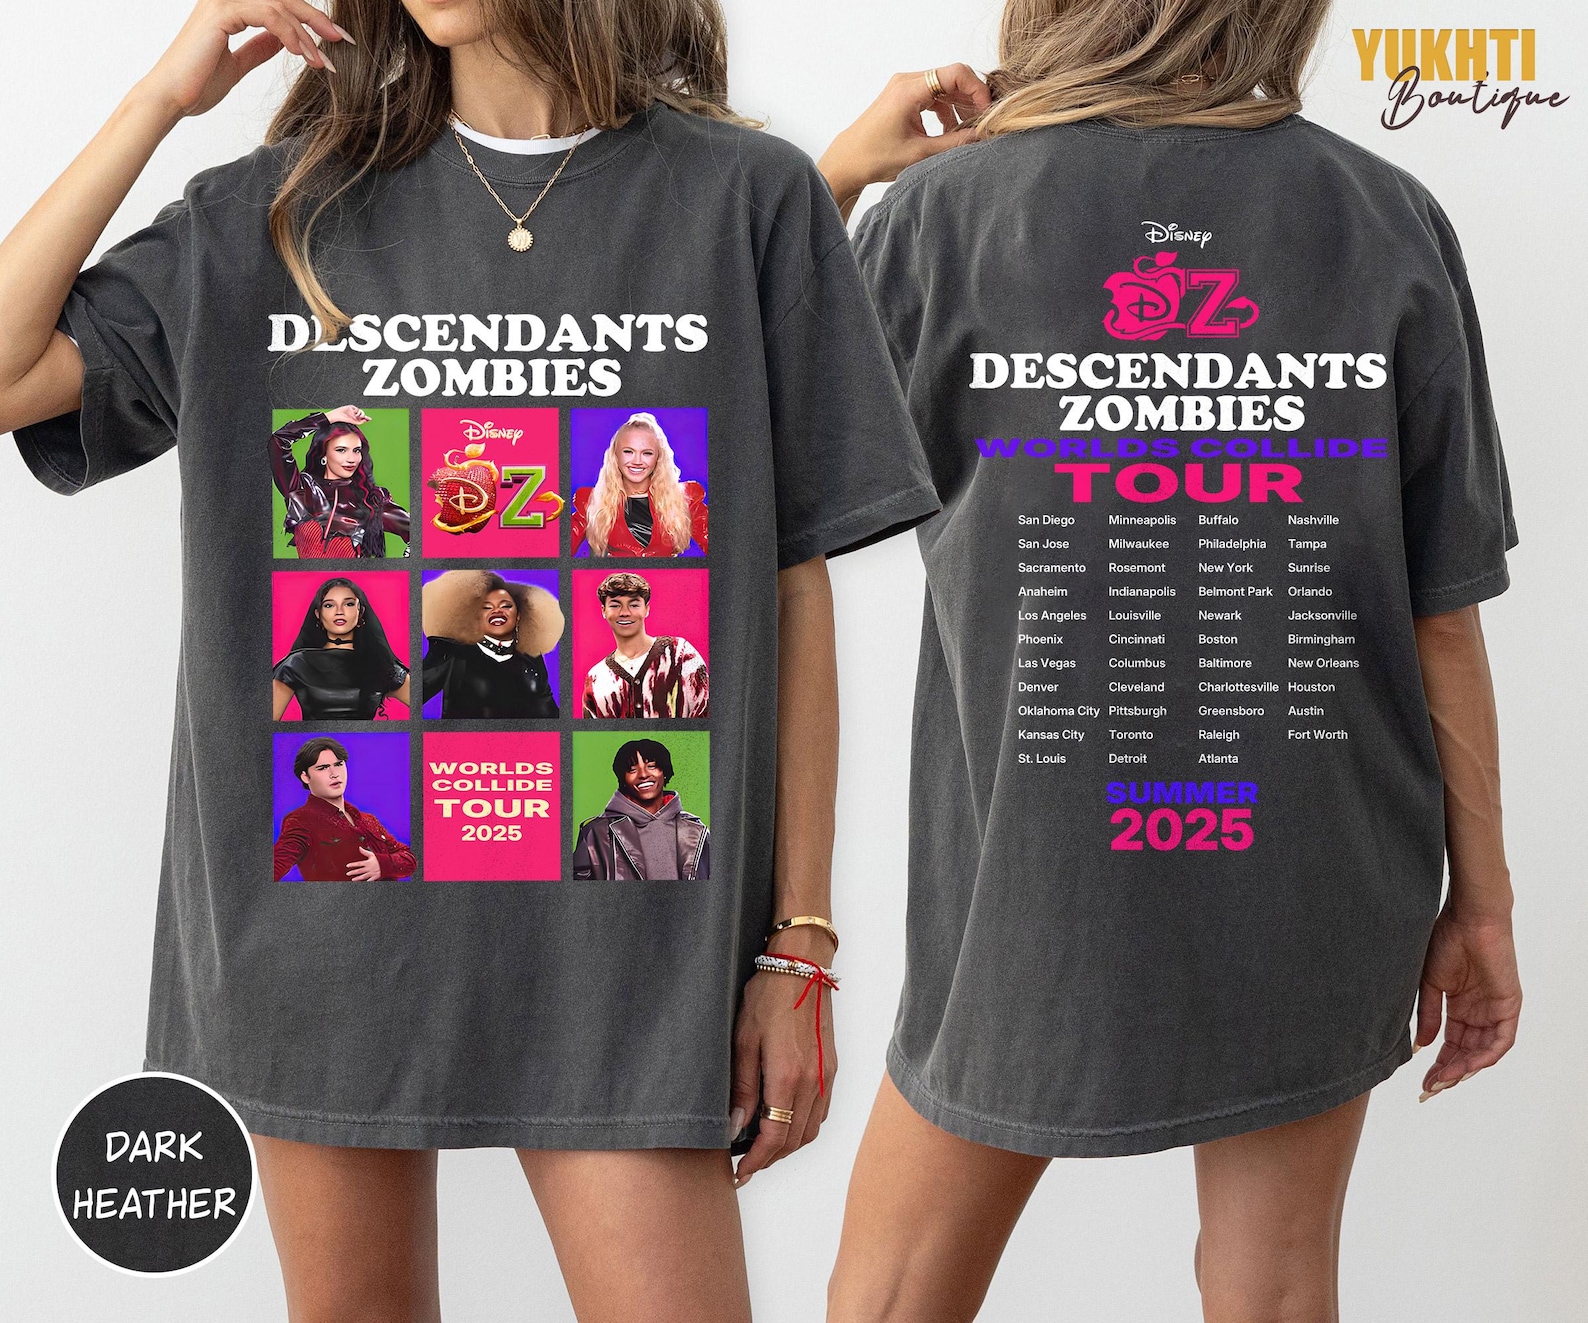 YUKHTI
Boutique
DESCENDANTS
ZOMBIES
Disney
D Z
WORLDS
COLLIDE
TOUR
2025
DARK
HEATHER
Disney
D Z
DESCENDANTS
ZOMBIES
WORLDS COLLIDE
TOUR
San Diego Minneapolis Buffalo Nashville
San Jose Milwaukee Philadelphia Tampa
Sacramento Rosemont New York Sunrise
Anaheim Indianapolis Belmont Park Orlando
Los Angeles Louisville Newark Jacksonville
Phoenix Cincinnati Boston Birmingham
Las Vegas Columbus Baltimore New Orleans
Denver Cleveland Charlottesville Houston
Oklahoma City Pittsburgh Greensboro Austin
Kansas City Toronto Raleigh Fort Worth
St. Louis Detroit Atlanta
SUMMER
2025